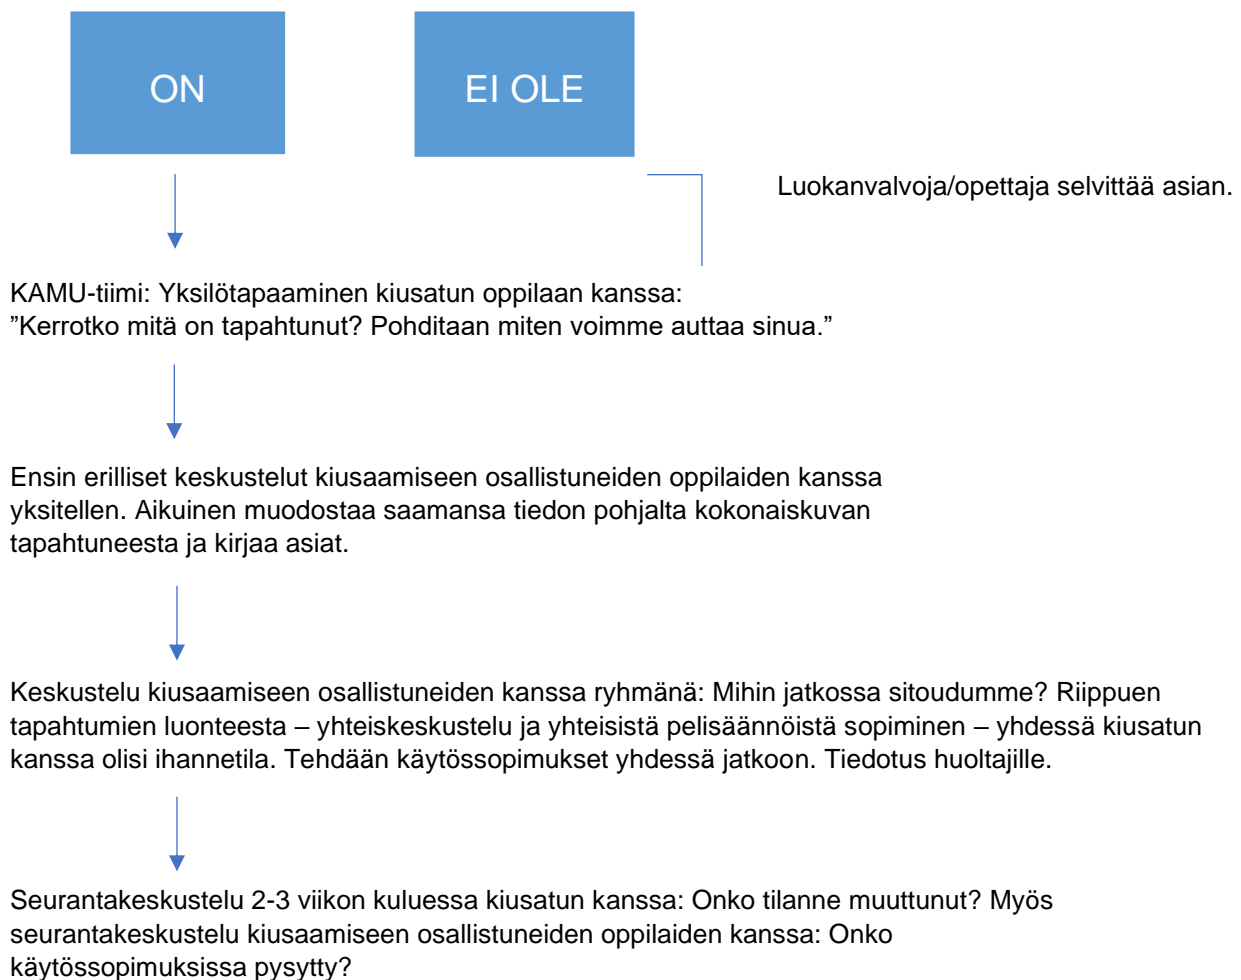 ON
EI OLE
Luokanvalvoja/opettaja selvittää asian.
KAMU-tiimi: Yksilötapaaminen kiusatun oppilaan kanssa:
”Kerrotko mitä on tapahtunut? Pohditaan miten voimme auttaa sinua.”
Ensin erilliset keskustelut kiusaamiseen osallistuneiden oppilaiden kanssa
yksitellen. Aikuinen muodostaa saamansa tiedon pohjalta kokonaiskuvan
tapahtuneesta ja kirjaa asiat.
Keskustelu kiusaamiseen osallistuneiden kanssa ryhmänä: Mihin jatkossa sitoudumme? Riippuen
tapahtumien luonteesta – yhteiskeskustelu ja yhteisistä pelisäännöistä sopiminen – yhdessä kiusatun
kanssa olisi ihannetila. Tehdään käytössopimukset yhdessä jatkoon. Tiedotus huoltajille.
Seurantakeskustelu 2-3 viikon kuluessa kiusatun kanssa: Onko tilanne muuttunut? Myös
seurantakeskustelu kiusaamiseen osallistuneiden oppilaiden kanssa: Onko
käytössopimuksissa pysytty?